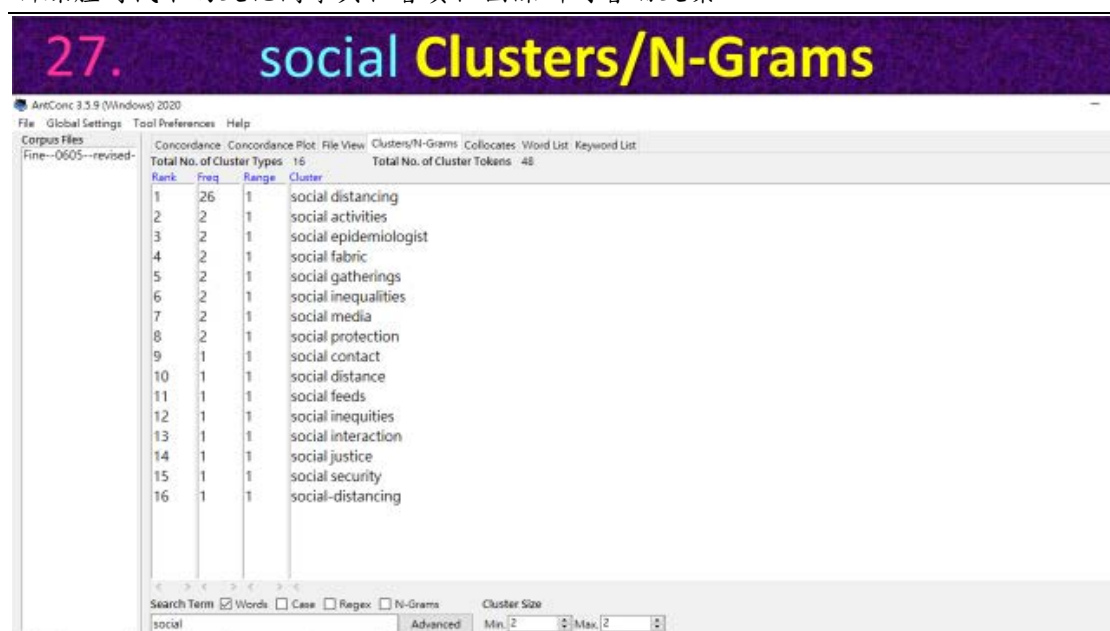 27. social Clusters/N-Grams
AntConc 3.5.9 (Windows) 2020
File Global Settings Tool Preferences Help
Corpus Files
Fine--0605--revised-
Concordance Concordance Plot File View Clusters/N-Grams Collocates Word List Keyword List
Total No. of Cluster Types 16 Total No. of Cluster Tokens 48
Rank Freq Range Cluster
1 26 1 social distancing
2 2 1 social activities
3 2 1 social epidemiologist
4 2 1 social fabric
5 2 1 social gatherings
6 2 1 social inequalities
7 2 1 social media
8 2 1 social protection
9 1 1 social contact
10 1 1 social distance
11 1 1 social feeds
12 1 1 social inequities
13 1 1 social interaction
14 1 1 social justice
15 1 1 social security
16 1 1 social-distancing
Search Term Words Case Regex N-Grams Cluster Size
social Advanced Min. 2 Max. 2